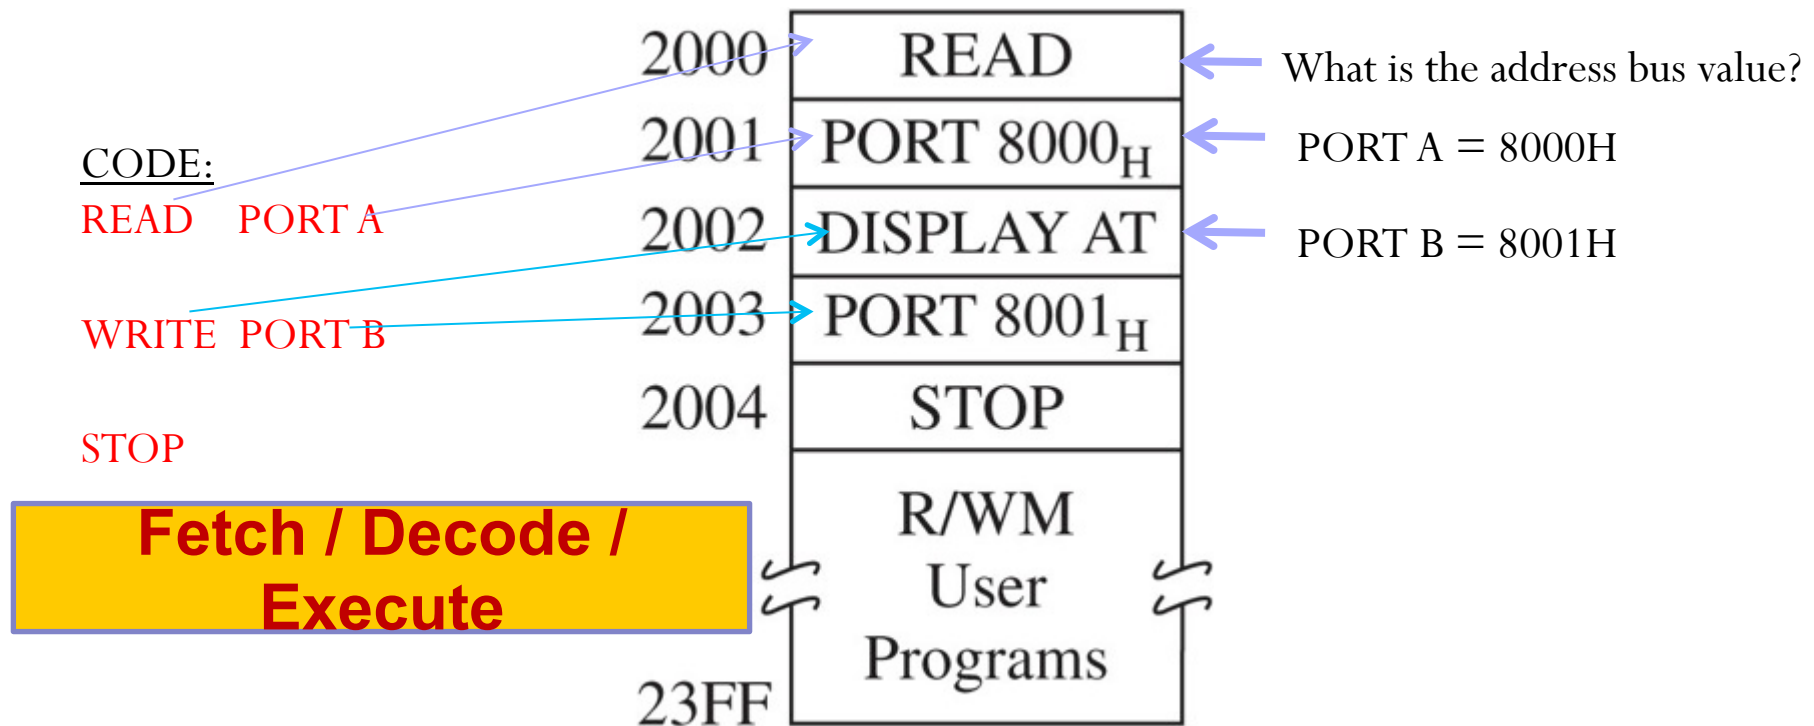 2000 READ What is the address bus value?
2001 PORT 8000H PORT A = 8000H
CODE:
READ PORT A
2002 DISPLAY AT PORT B = 8001H
2003 PORT 8001H
WRITE PORT B
2004 STOP
STOP
Fetch / Decode /
Execute
R/WM
User
Programs
23FF